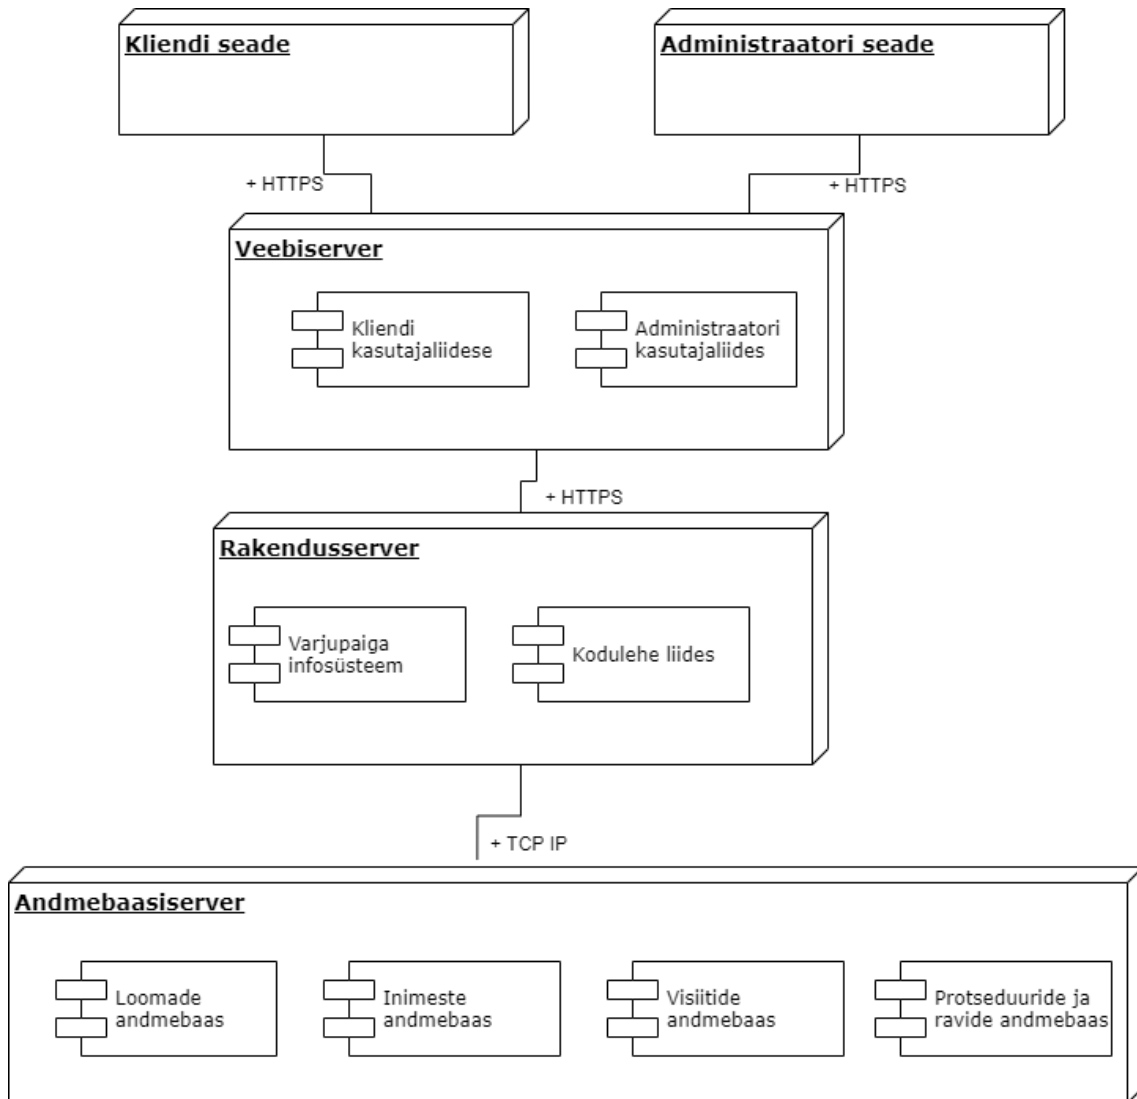 Kliendi seade
Administraatori seade
+ HTTPS
+ HTTPS
Veebiserver
Kliendi
kasutajaliidese
Administraatori
kasutajaliides
+ HTTPS
Rakendusserver
Varjupaiga
infosüsteem
Kodulehe liides
+ TCP IP
Andmebaasiserver
Loomade
andmebaas
Inimeste
andmebaas
Visiitide
andmebaas
Protseduuride ja
ravide andmebaas